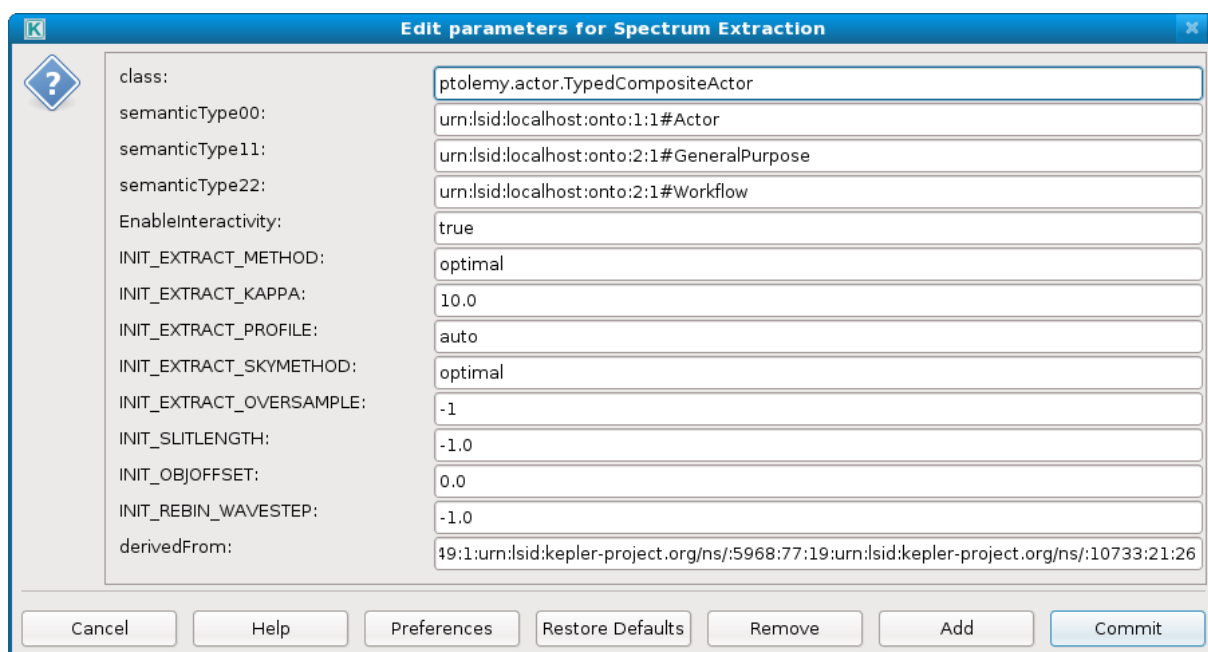 K Edit parameters for Spectrum Extraction
?
class: ptolemy.actor.TypedCompositeActor
semanticType00: urn:lsid:localhost:onto:1:1#Actor
semanticType11: urn:lsid:localhost:onto:2:1#GeneralPurpose
semanticType22: urn:lsid:localhost:onto:2:1#Workflow
EnableInteractivity: true
INIT_EXTRACT_METHOD: optimal
INIT_EXTRACT_KAPPA: 10.0
INIT_EXTRACT_PROFILE: auto
INIT_EXTRACT_SKYMETHOD: optimal
INIT_EXTRACT_OVERSAMPLE: -1
INIT_SLITLENGTH: -1.0
INIT_OBJOFFSET: 0.0
INIT_REBIN_WAVESTEP: -1.0
derivedFrom: 49:1:urn:lsid:kepler-project.org/ns/:5968:77:19:urn:lsid:kepler-project.org/ns/:10733:21:26
Cancel Help Preferences Restore Defaults Remove Add Commit